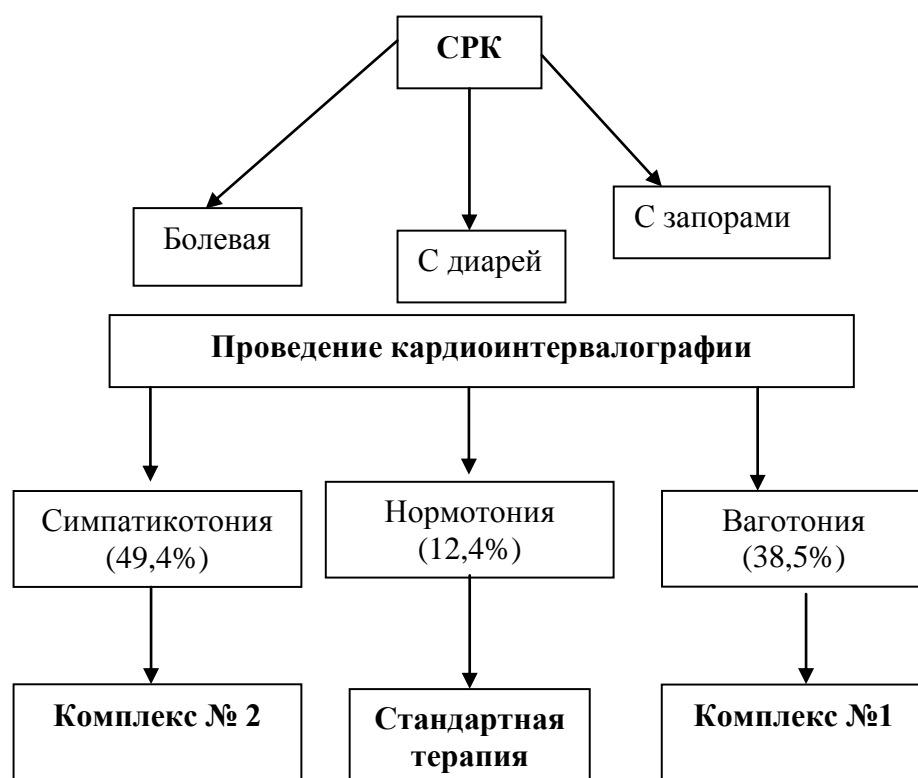 СРК
Болевая
С диарей
С запорами
Проведение кардиоинтервалографии
Симпатикотония
(49,4%)
Нормотония
(12,4%)
Ваготония
(38,5%)
Комплекс № 2
Стандартная
терапия
Комплекс №1